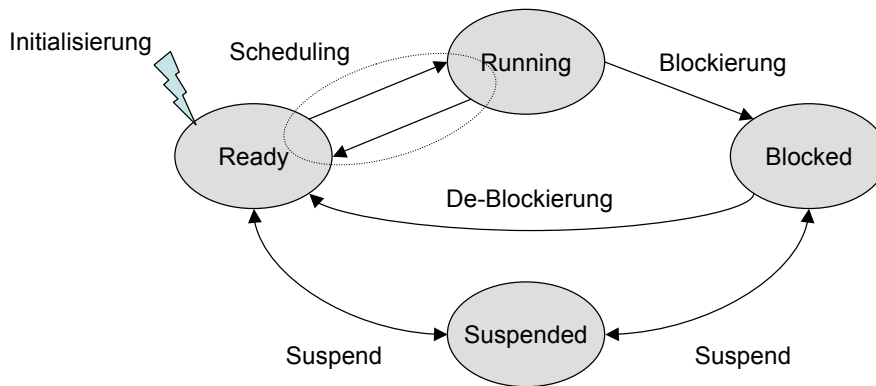 Initialisierung
Scheduling
Running
Blockierung
Ready
Blocked
De-Blockierung
Suspended
Suspend
Suspend